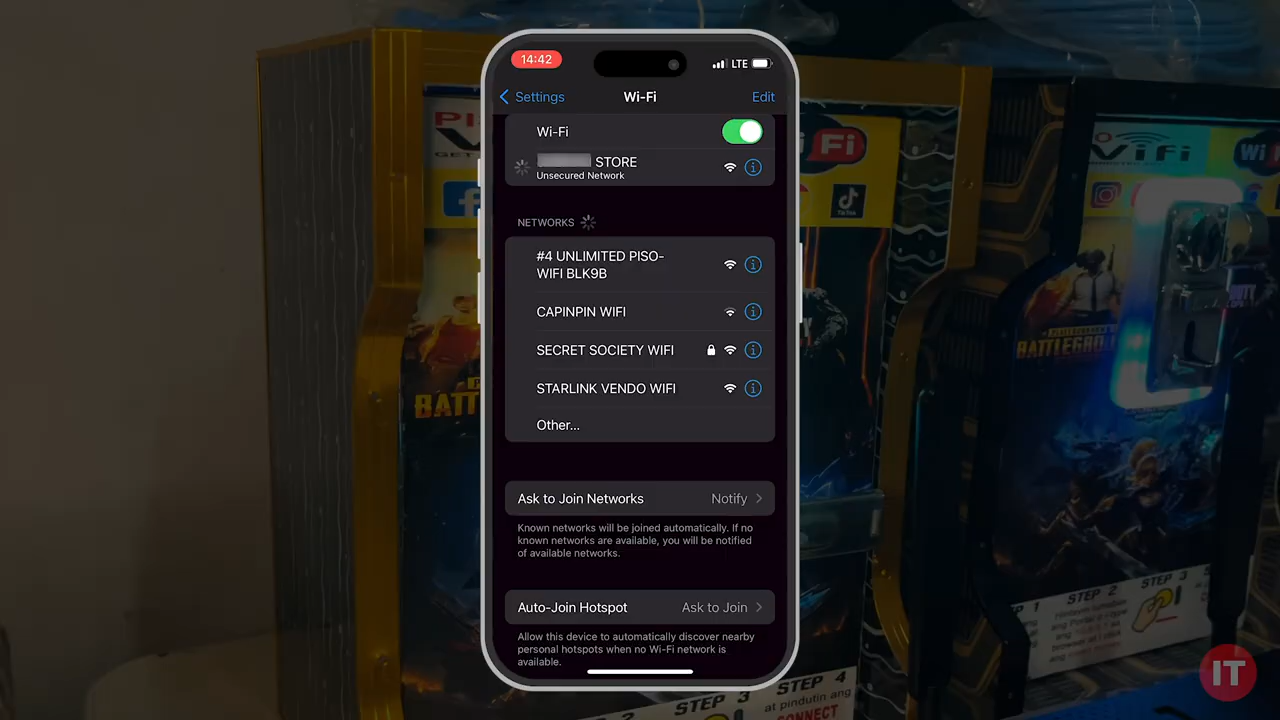 14:42
LTE
Settings
Wi-Fi
Edit
Wi-Fi
STORE
Unsecured Network
NETWORKS
#4 UNLIMITED PISO-
WIFI BLK9B
CAPINPIN WIFI
SECRET SOCIETY WIFI
STARLINK VENDO WIFI
Other...
Ask to Join Networks
Notify
Known networks will be joined automatically. If no
known networks are available, you will be notified
of available networks.
Auto-Join Hotspot
Ask to Join
Allow this device to automatically discover nearby
personal hotspots when no Wi-Fi network is
available.
Fi
WiFi
TikTok
BATT
STEP 2
STEP 3
STEP 3
STEP 4
at pindutin ang
CONNECT
IT